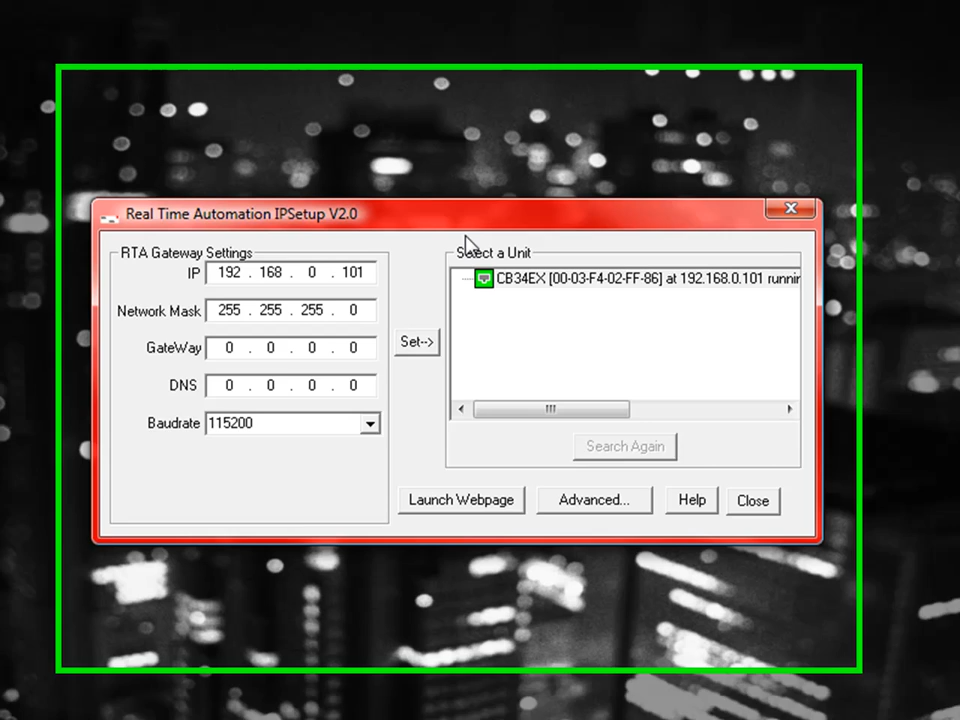 Real Time Automation IPSetup V2.0
RTA Gateway Settings
IP 192 . 168 . 0 . 101
Network Mask 255 . 255 . 255 . 0
GateWay 0 . 0 . 0 . 0
DNS 0 . 0 . 0 . 0
Baudrate 115200
Set-->
Select a Unit
CB34EX [00-03-F4-02-FF-86] at 192.168.0.101
Search Again
Launch Webpage
Advanced...
Help
Close